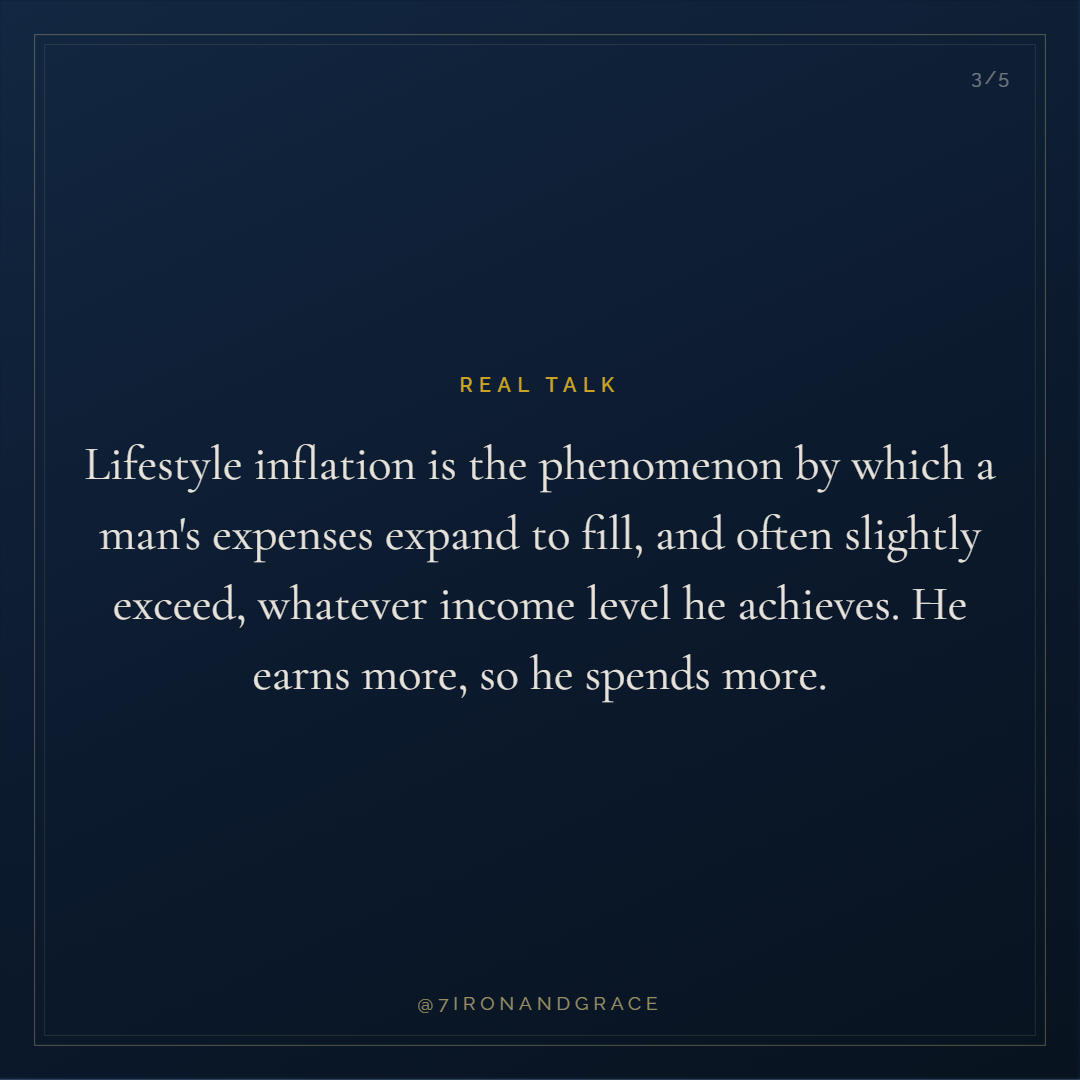 3/5
REAL TALK
Lifestyle inflation is the phenomenon by which a
man's expenses expand to fill, and often slightly
exceed, whatever income level he achieves. He
earns more, so he spends more.
@7IRONANDGRACE